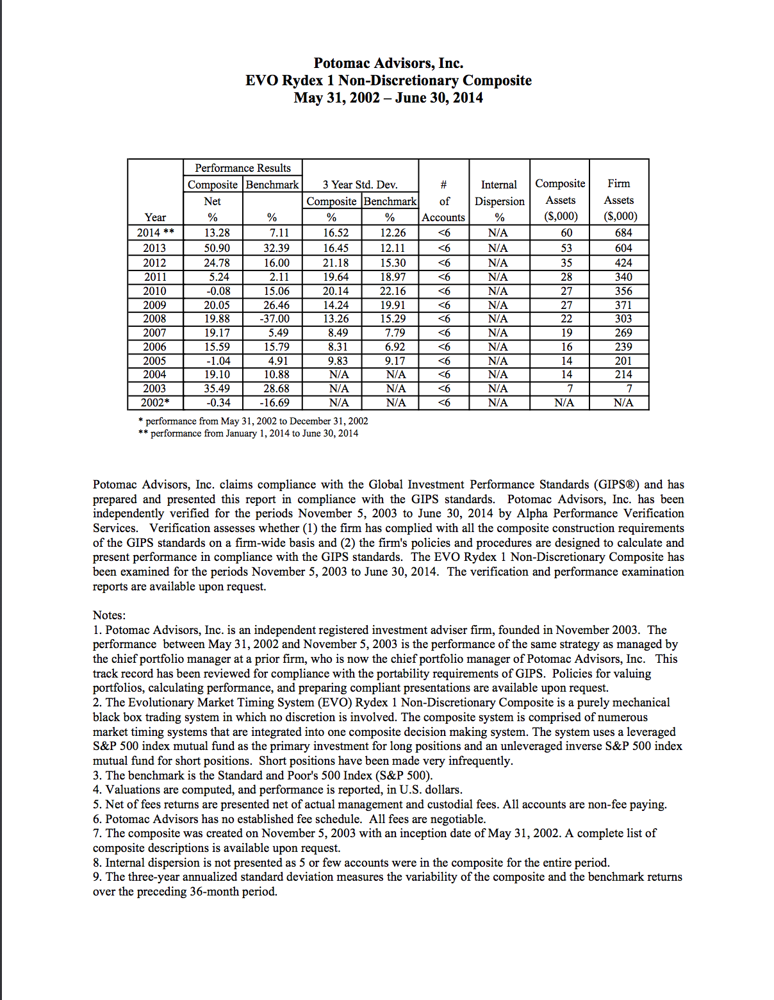 Potomac Advisors, Inc.
EVO Rydex 1 Non-Discretionary Composite
May 31, 2002 – June 30, 2014
Performance Results
Composite Benchmark 3 Year Std. Dev. # Internal Composite Firm
Net Composite Benchmark of Dispersion Assets Assets
Year % % % % Accounts % ($,000) ($,000)
2014 ** 13.28 7.11 16.52 12.26 <6 N/A 60 684
2013 50.90 32.39 16.45 12.11 <6 N/A 53 604
2012 24.78 16.00 21.18 15.30 <6 N/A 35 424
2011 5.24 2.11 19.64 18.97 <6 N/A 28 340
2010 -0.08 15.06 20.14 22.16 <6 N/A 27 356
2009 20.05 26.46 14.24 19.91 <6 N/A 27 371
2008 19.88 -37.00 13.26 15.29 <6 N/A 22 303
2007 19.17 5.49 8.49 7.79 <6 N/A 19 269
2006 15.59 15.79 8.31 6.92 <6 N/A 16 239
2005 -1.04 4.91 9.83 9.17 <6 N/A 14 201
2004 19.10 10.88 N/A N/A <6 N/A 14 214
2003 35.49 28.68 N/A N/A <6 N/A 7 7
2002* -0.34 -16.69 N/A N/A <6 N/A N/A N/A
* performance from May 31, 2002 to December 31, 2002
** performance from January 1, 2014 to June 30, 2014
Potomac Advisors, Inc. claims compliance with the Global Investment Performance Standards (GIPS®) and has
prepared and presented this report in compliance with the GIPS standards. Potomac Advisors, Inc. has been
independently verified for the periods November 5, 2003 to June 30, 2014 by Alpha Performance Verification
Services. Verification assesses whether (1) the firm has complied with all the composite construction requirements
of the GIPS standards on a firm-wide basis and (2) the firm's policies and procedures are designed to calculate and
present performance in compliance with the GIPS standards. The EVO Rydex 1 Non-Discretionary Composite has
been examined for the periods November 5, 2003 to June 30, 2014. The verification and performance examination
reports are available upon request.
Notes:
1. Potomac Advisors, Inc. is an independent registered investment adviser firm, founded in November 2003. The
performance between May 31, 2002 and November 5, 2003 is the performance of the same strategy as managed by
the chief portfolio manager at a prior firm, who is now the chief portfolio manager of Potomac Advisors, Inc. This
track record has been reviewed for compliance with the portability requirements of GIPS. Policies for valuing
portfolios, calculating performance, and preparing compliant presentations are available upon request.
2. The Evolutionary Market Timing System (EVO) Rydex 1 Non-Discretionary Composite is a purely mechanical
black box trading system in which no discretion is involved. The composite system is comprised of numerous
market timing systems that are integrated into one composite decision making system. The system uses a leveraged
S&P 500 index mutual fund as the primary investment for long positions and an unleveraged inverse S&P 500 index
mutual fund for short positions. Short positions have been made very infrequently.
3. The benchmark is the Standard and Poor's 500 Index (S&P 500).
4. Valuations are computed, and performance is reported, in U.S. dollars.
5. Net of fees returns are presented net of actual management and custodial fees. All accounts are non-fee paying.
6. Potomac Advisors has no established fee schedule. All fees are negotiable.
7. The composite was created on November 5, 2003 with an inception date of May 31, 2002. A complete list of
composite descriptions is available upon request.
8. Internal dispersion is not presented as 5 or few accounts were in the composite for the entire period.
9. The three-year annualized standard deviation measures the variability of the composite and the benchmark returns
over the preceding 36-month period.